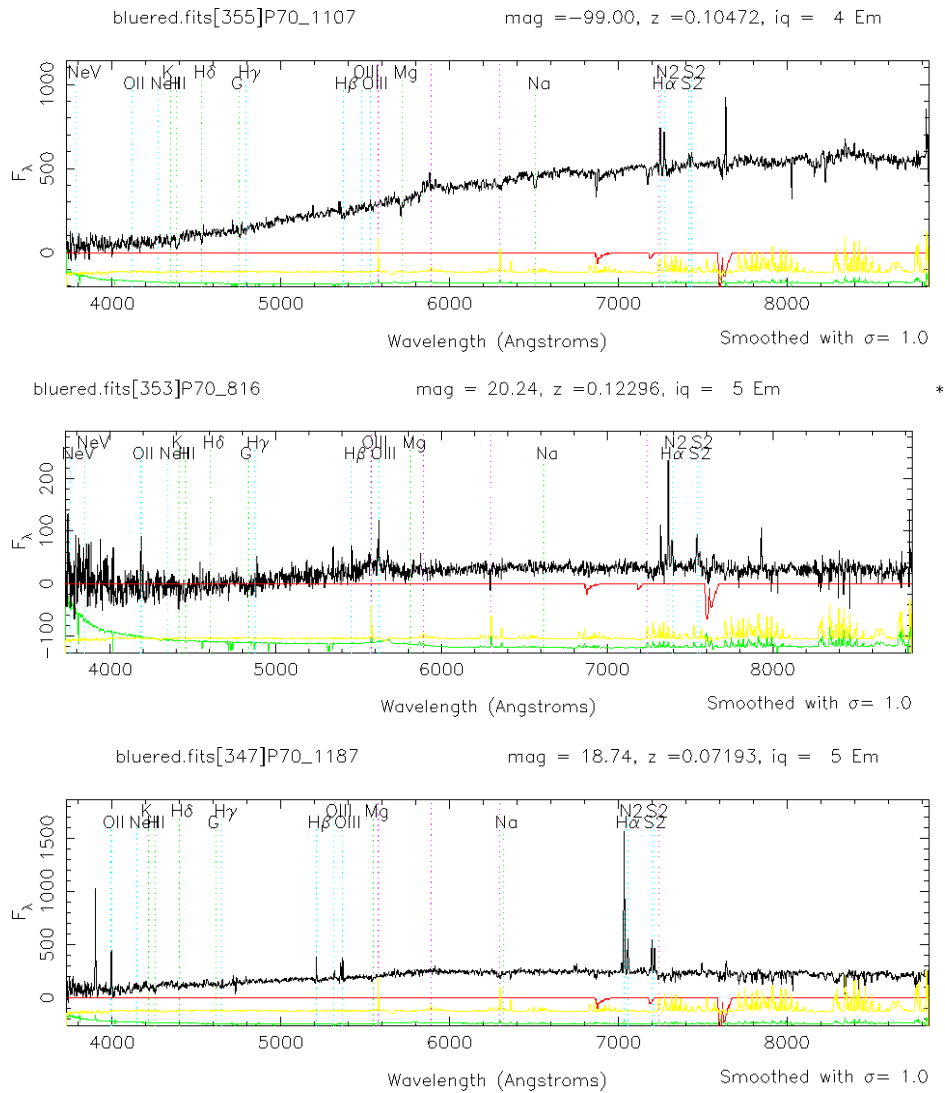 bluered.fits[355]P70_1107 mag =-99.00, z =0.10472, iq = 4 Em
NeV K Hδ Hγ OIII Mg N2 S2
OII NeIII H G Hβ OIII Na Hα S2
1000
500
0
F_λ
4000 5000 6000 7000 8000
Wavelength (Angstroms) Smoothed with σ= 1.0
bluered.fits[353]P70_816 mag = 20.24, z =0.12296, iq = 5 Em *
NeV K Hδ Hγ OIII Mg N2 S2
NeV OII NeIII H G Hβ OIII Na Hα S2
200
100
0
-100
F_λ
4000 5000 6000 7000 8000
Wavelength (Angstroms) Smoothed with σ= 1.0
bluered.fits[347]P70_1187 mag = 18.74, z =0.07193, iq = 5 Em
K Hδ Hγ OIII Mg N2 S2
OII NeIII H G Hβ OIII Na Hα S2
1500
1000
500
0
F_λ
4000 5000 6000 7000 8000
Wavelength (Angstroms) Smoothed with σ= 1.0